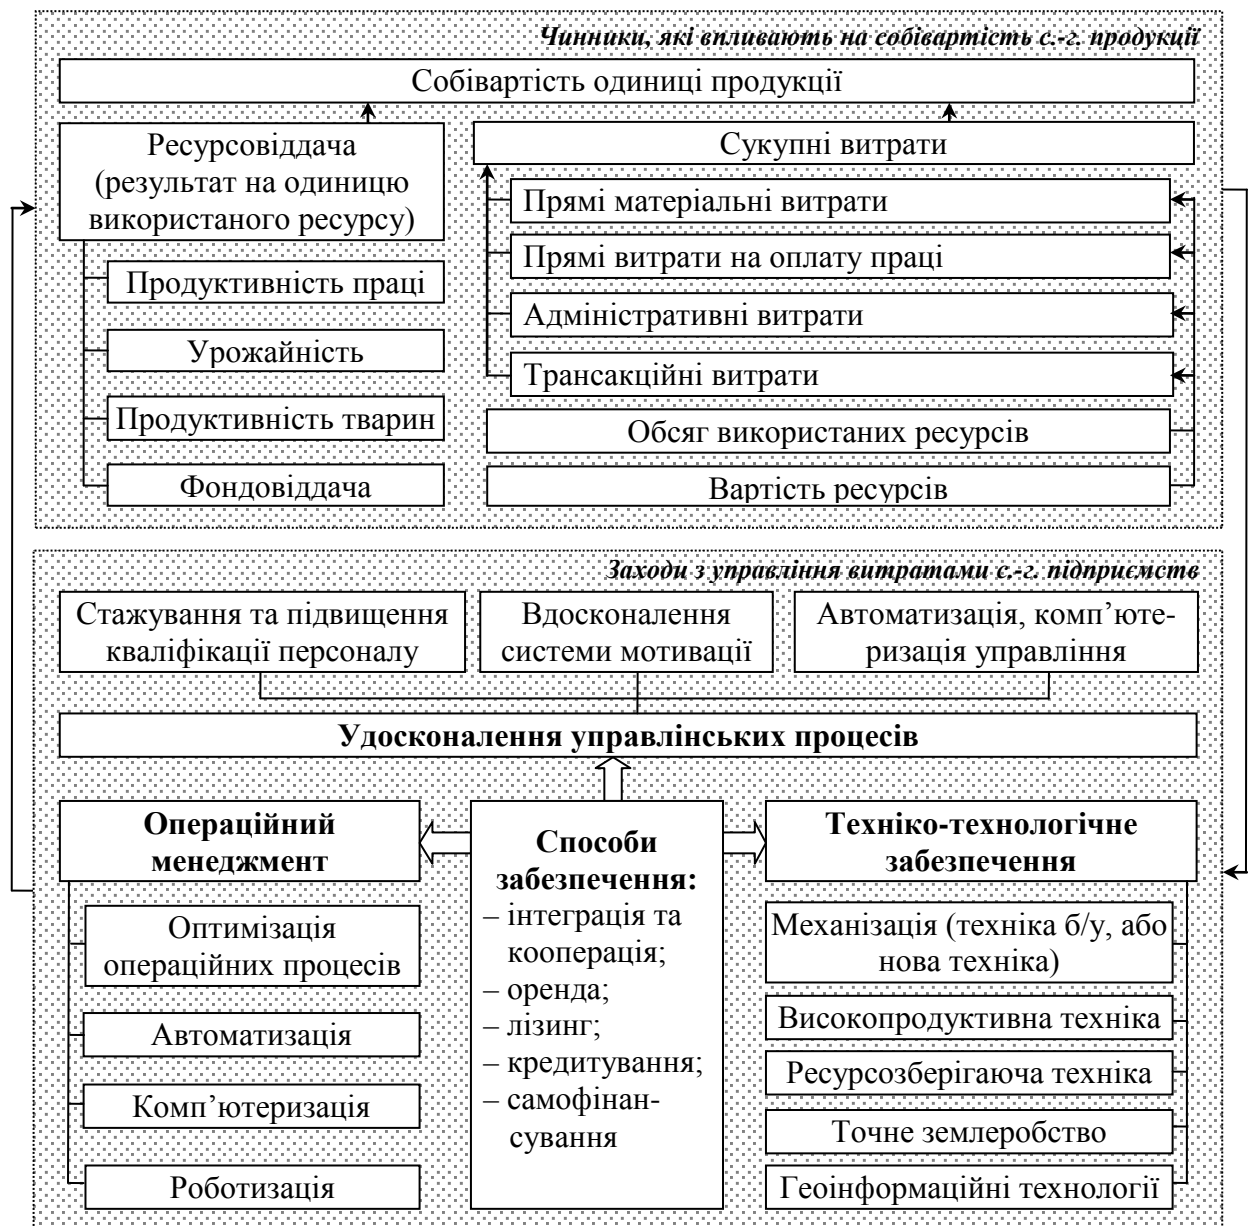 Чинники, які впливають на собівартість с.-г. продукції
Собівартість одиниці продукції
Ресурсовіддача
(результат на одиницю
використаного ресурсу)
Продуктивність праці
Урожайність
Продуктивність тварин
Фондовіддача
Сукупні витрати
Прямі матеріальні витрати
Прямі витрати на оплату праці
Адміністративні витрати
Трансакційні витрати
Обсяг використаних ресурсів
Вартість ресурсів
Заходи з управління витратами с.-г. підприємств
Стажування та підвищення
кваліфікації персоналу
Вдосконалення
системи мотивації
Автоматизація, комп’юте-
ризація управління
Удосконалення управлінських процесів
Операційний
менеджмент
Оптимізація
операційних процесів
Автоматизація
Комп’ютеризація
Роботизація
Способи
забезпечення:
– інтеграція та
кооперація;
– оренда;
– лізинг;
– кредитування;
– самофінан-
сування
Техніко-технологічне
забезпечення
Механізація (техніка б/у, або
нова техніка)
Високопродуктивна техніка
Ресурсозберігаюча техніка
Точне землеробство
Геоінформаційні технології